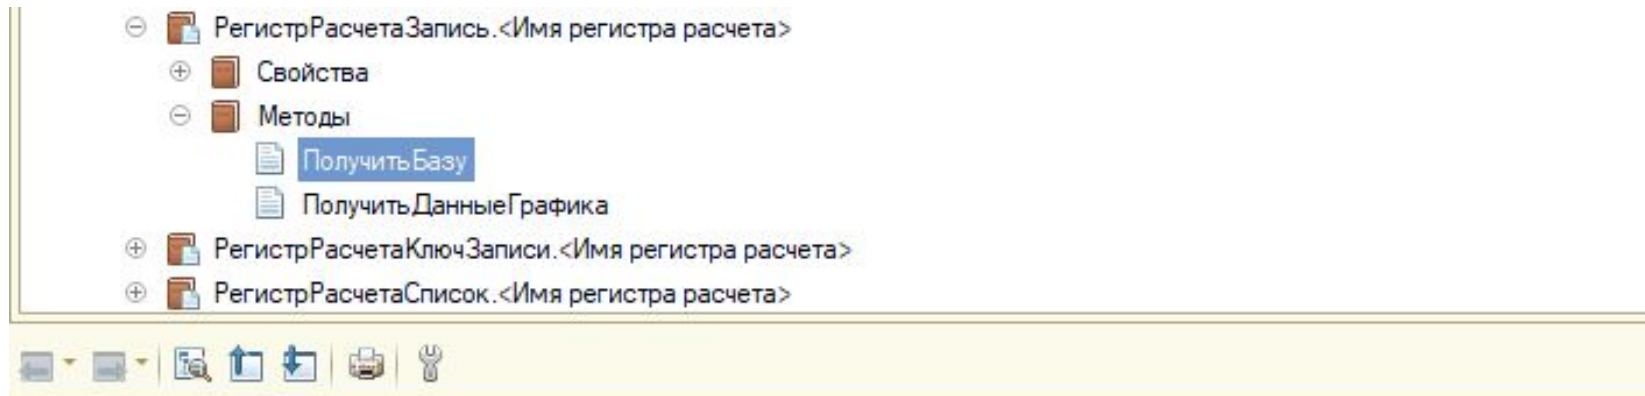 РегистрРасчетаЗапись.<Имя регистра расчета>
Свойства
Методы
ПолучитьБазу
ПолучитьДанныеГрафика
РегистрРасчетаКлючЗаписи.<Имя регистра расчета>
РегистрРасчетаСписок.<Имя регистра расчета>